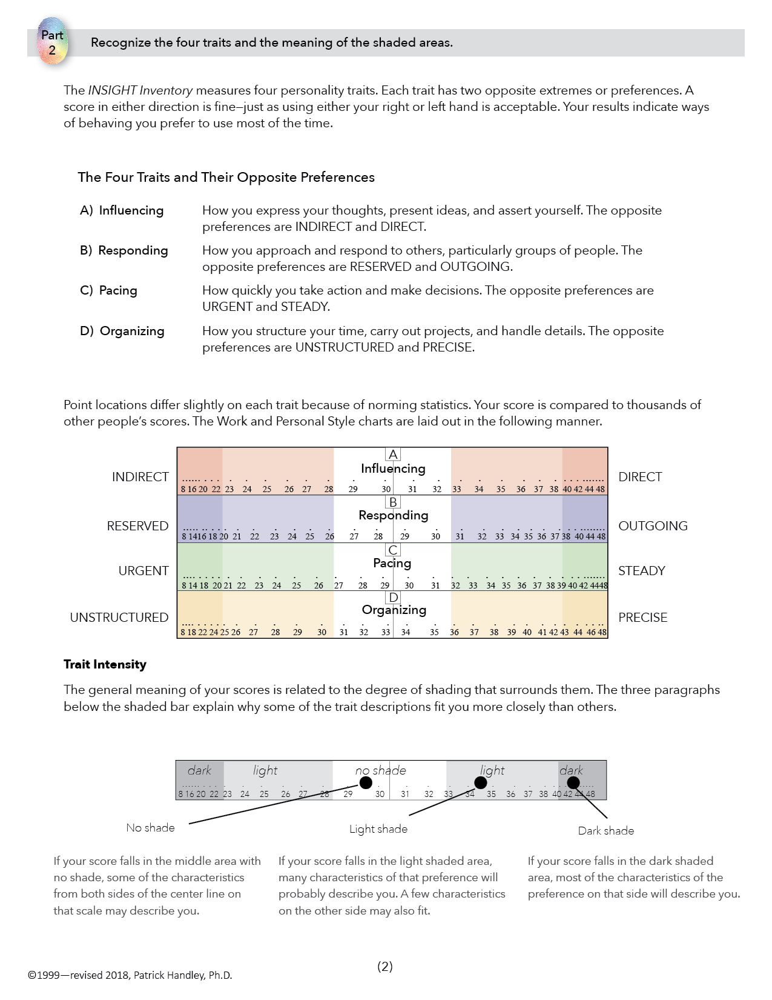 Part
2
Recognize the four traits and the meaning of the shaded areas.
The INSIGHT Inventory measures four personality traits. Each trait has two opposite extremes or preferences. A
score in either direction is fine—just as using either your right or left hand is acceptable. Your results indicate ways
of behaving you prefer to use most of the time.
The Four Traits and Their Opposite Preferences
A) Influencing How you express your thoughts, present ideas, and assert yourself. The opposite
preferences are INDIRECT and DIRECT.
B) Responding How you approach and respond to others, particularly groups of people. The
opposite preferences are RESERVED and OUTGOING.
C) Pacing How quickly you take action and make decisions. The opposite preferences are
URGENT and STEADY.
D) Organizing How you structure your time, carry out projects, and handle details. The opposite
preferences are UNSTRUCTURED and PRECISE.
Point locations differ slightly on each trait because of norming statistics. Your score is compared to thousands of
other people's scores. The Work and Personal Style charts are laid out in the following manner.
A
Influencing
INDIRECT DIRECT
8 16 20 22 23 24 25 26 27 28 29 30 31 32 33 34 35 36 37 38 40 42 44 48
B
Responding
RESERVED OUTGOING
8 1416 18 20 21 22 23 24 25 26 27 28 29 30 31 32 33 34 35 36 37 38 40 44 48
C
Pacing
URGENT STEADY
8 14 18 20 21 22 23 24 25 26 27 28 29 30 31 32 33 34 35 36 37 38 39 40 42 4448
D
Organizing
UNSTRUCTURED PRECISE
8 18 22 24 25 26 27 28 29 30 31 32 33 34 35 36 37 38 39 40 41 42 43 44 46 48
Trait Intensity
The general meaning of your scores is related to the degree of shading that surrounds them. The three paragraphs
below the shaded bar explain why some of the trait descriptions fit you more closely than others.
dark light no shade light dark
8 16 20 22 23 24 25 26 27 28 29 30 31 32 33 34 35 36 37 38 40 42 44 48
No shade Light shade Dark shade
If your score falls in the middle area with
no shade, some of the characteristics
from both sides of the center line on
that scale may describe you.
If your score falls in the light shaded area,
many characteristics of that preference will
probably describe you. A few characteristics
on the other side may also fit.
If your score falls in the dark shaded
area, most of the characteristics of the
preference on that side will describe you.
(2)
©1999—revised 2018, Patrick Handley, Ph.D.